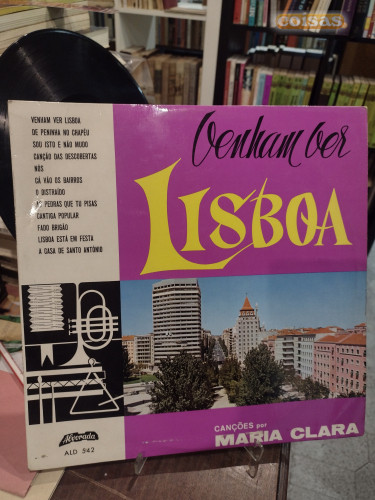 coisas.
Venham ver
LISBOA
VENHAM VER LISBOA
DE PENINHA NO CHAPÉU
SOU ISTO E NÃO MUDO
CANÇÃO DAS DESCOBERTAS
NÓS
CÁ VÃO OS BAIRROS
O DISTRAÍDO
AS PEDRAS QUE TU PISAS
CANTIGA POPULAR
FADO BRIGÃO
LISBOA ESTÁ EM FESTA
A CASA DE SANTO ANTÓNIO
CANÇÕES por
MARIA CLARA
Alvorada
ALD 542